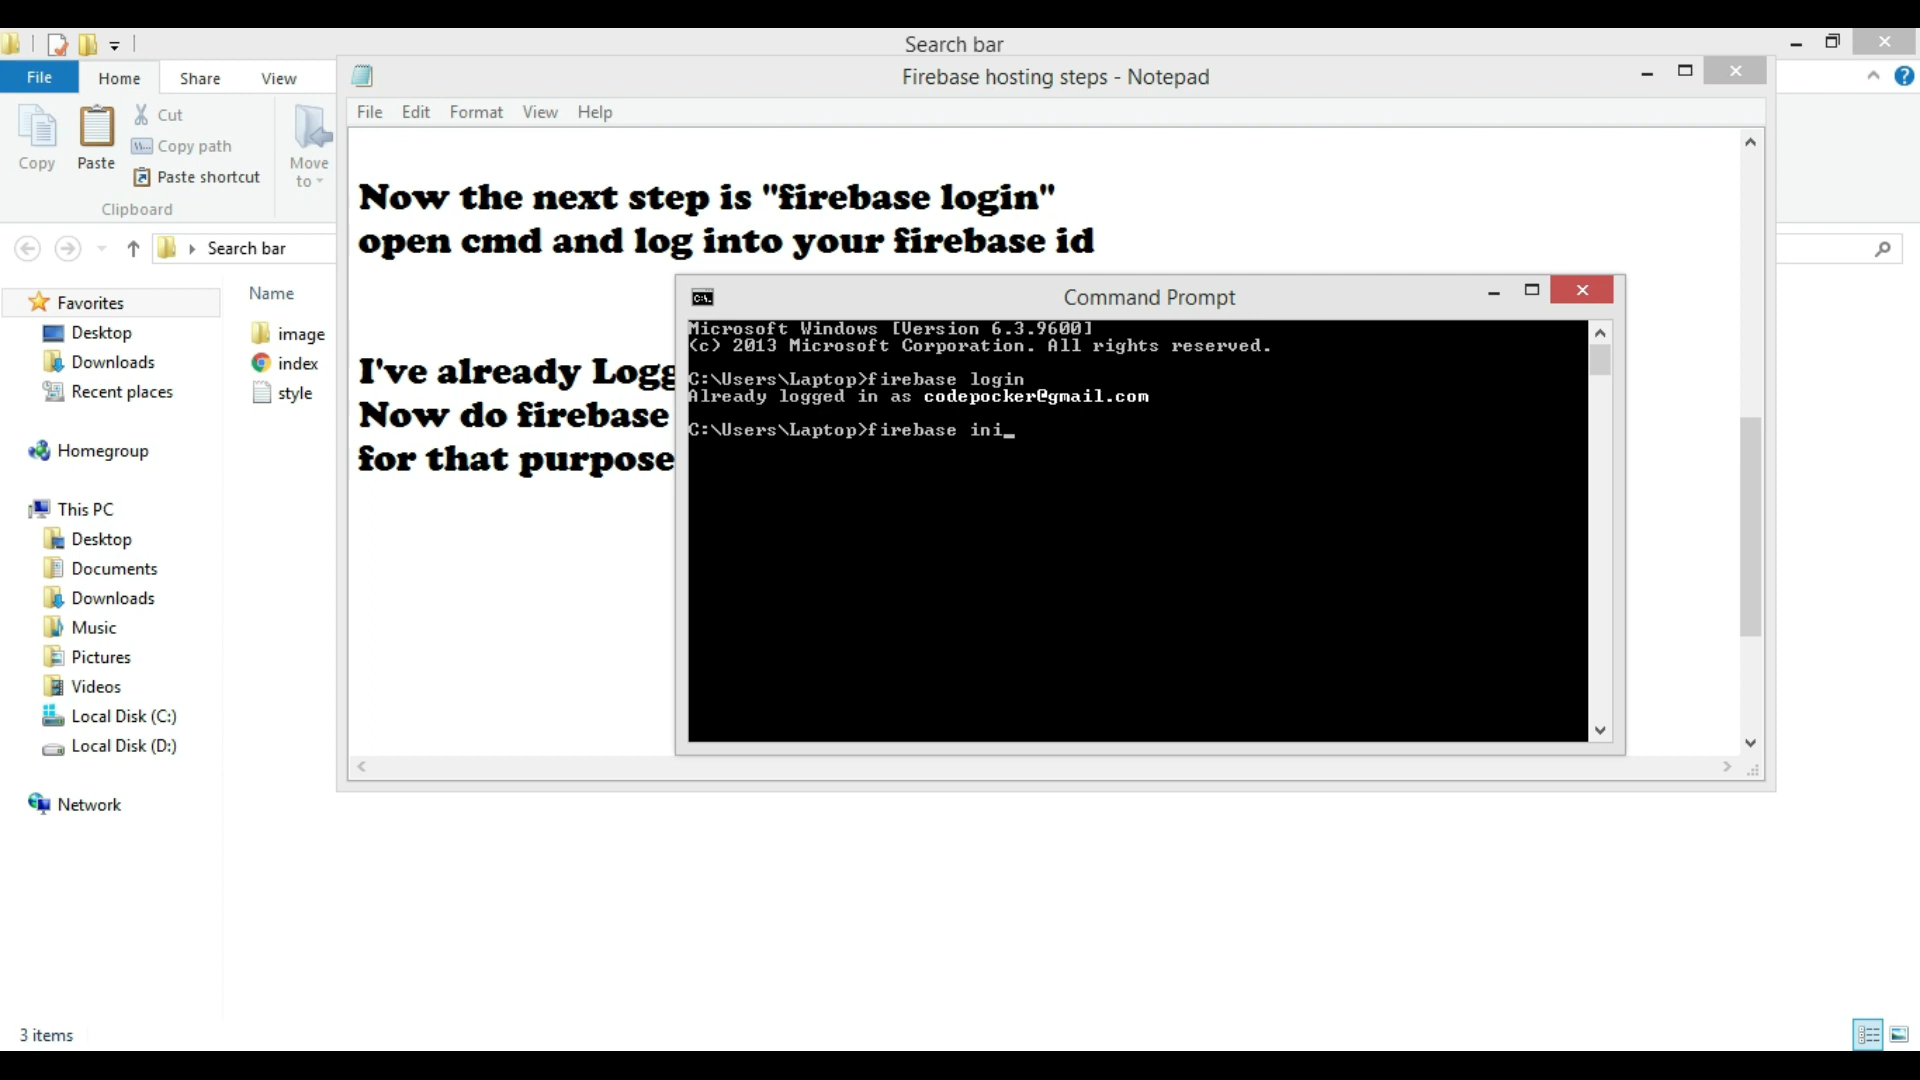 Search bar
File
Home
Share
View
Copy
Paste
Cut
Copy path
Paste shortcut
Move
to
Clipboard
Search bar
Favorites
Desktop
Downloads
Recent places
Homegroup
This PC
Desktop
Documents
Downloads
Music
Pictures
Videos
Local Disk (C:)
Local Disk (D:)
Network
Name
image
index
style
3 items
Firebase hosting steps - Notepad
File Edit Format View Help
Now the next step is "firebase login"
open cmd and log into your firebase id
I've already Logg
Now do firebase
for that purpose
Command Prompt
Microsoft Windows [Version 6.3.9600]
(c) 2013 Microsoft Corporation. All rights reserved.
C:\Users\Laptop>firebase login
Already logged in as codepocker@gmail.com
C:\Users\Laptop>firebase ini_